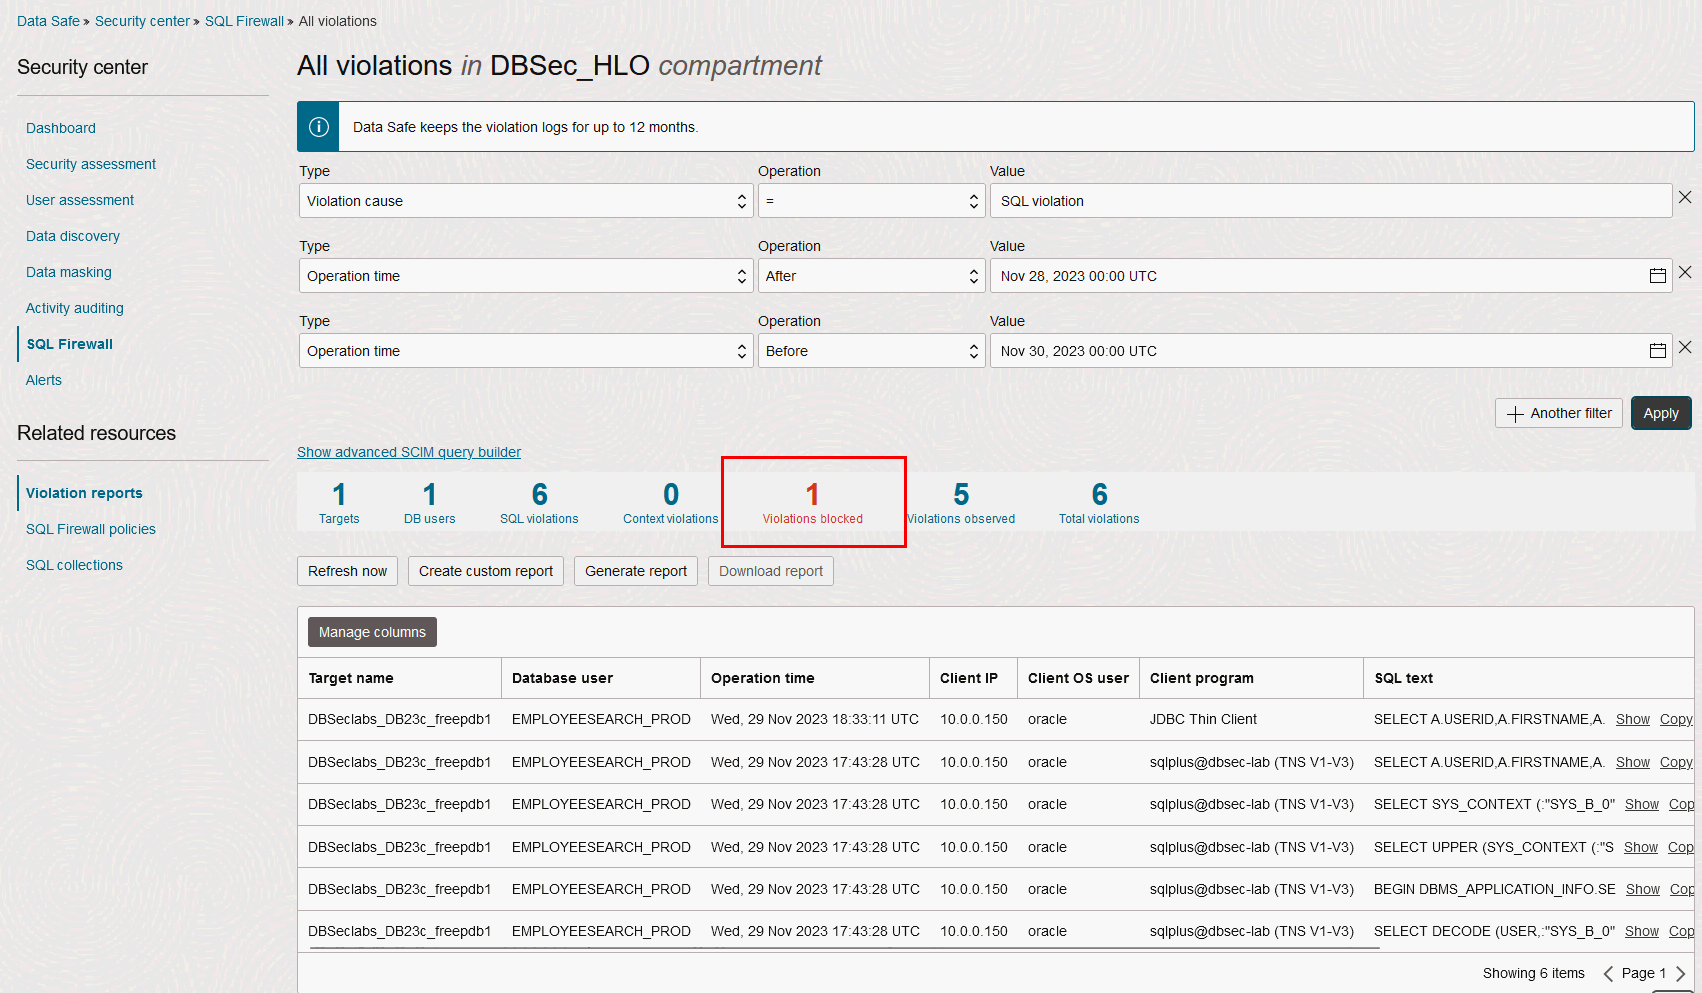 Data Safe » Security center » SQL Firewall » All violations
Security center
Dashboard
Security assessment
User assessment
Data discovery
Data masking
Activity auditing
SQL Firewall
Alerts
Related resources
Violation reports
SQL Firewall policies
SQL collections
All violations in DBSec_HLO compartment
Data Safe keeps the violation logs for up to 12 months.
Type Operation Value
Violation cause = SQL violation
Type Operation Value
Operation time After Nov 28, 2023 00:00 UTC
Type Operation Value
Operation time Before Nov 30, 2023 00:00 UTC
Another filter Apply
Show advanced SCIM query builder
1 1 6 0 1 5 6
Targets DB users SQL violations Context violations Violations blocked Violations observed Total violations
Refresh now Create custom report Generate report Download report
Manage columns
Target name Database user Operation time Client IP Client OS user Client program SQL text
DBSeclabs_DB23c_freepdb1 EMPLOYEESEARCH_PROD Wed, 29 Nov 2023 18:33:11 UTC 10.0.0.150 oracle JDBC Thin Client SELECT A.USERID,A.FIRSTNAME,A. Show Copy
DBSeclabs_DB23c_freepdb1 EMPLOYEESEARCH_PROD Wed, 29 Nov 2023 17:43:28 UTC 10.0.0.150 oracle sqlplus@dbsec-lab (TNS V1-V3) SELECT A.USERID,A.FIRSTNAME,A. Show Copy
DBSeclabs_DB23c_freepdb1 EMPLOYEESEARCH_PROD Wed, 29 Nov 2023 17:43:28 UTC 10.0.0.150 oracle sqlplus@dbsec-lab (TNS V1-V3) SELECT SYS_CONTEXT (:"SYS_B_0" Show Cop
DBSeclabs_DB23c_freepdb1 EMPLOYEESEARCH_PROD Wed, 29 Nov 2023 17:43:28 UTC 10.0.0.150 oracle sqlplus@dbsec-lab (TNS V1-V3) SELECT UPPER (SYS_CONTEXT (:"S Show Cop
DBSeclabs_DB23c_freepdb1 EMPLOYEESEARCH_PROD Wed, 29 Nov 2023 17:43:28 UTC 10.0.0.150 oracle sqlplus@dbsec-lab (TNS V1-V3) BEGIN DBMS_APPLICATION_INFO.SE Show Cop
DBSeclabs_DB23c_freepdb1 EMPLOYEESEARCH_PROD Wed, 29 Nov 2023 17:43:28 UTC 10.0.0.150 oracle sqlplus@dbsec-lab (TNS V1-V3) SELECT DECODE (USER,:"SYS_B_0" Show Cop
Showing 6 items Page 1